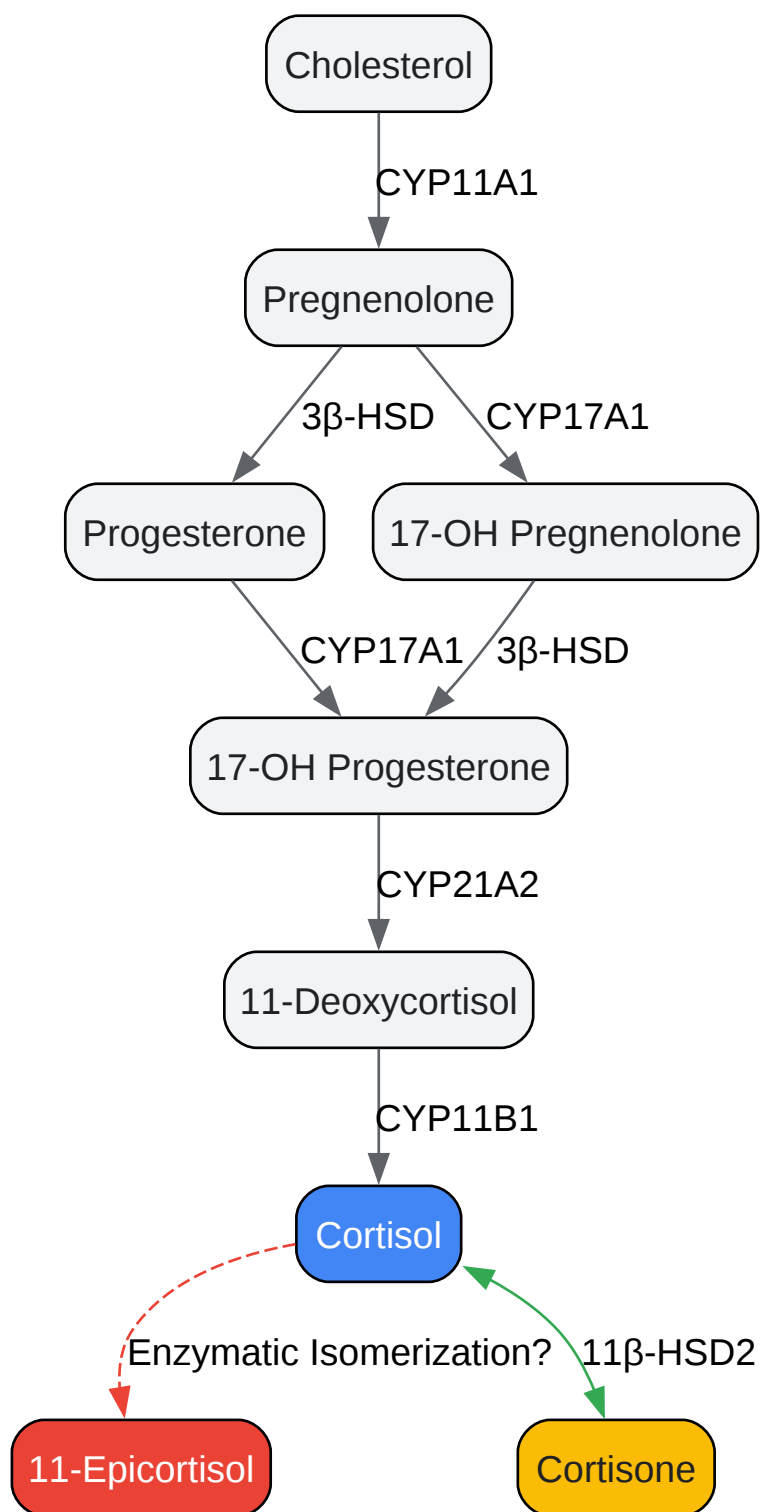 Cholesterol
CYP11A1
Pregnenolone
3β-HSD
CYP17A1
Progesterone
17-OH Pregnenolone
CYP17A1
3β-HSD
17-OH Progesterone
CYP21A2
11-Deoxycortisol
CYP11B1
Cortisol
Enzymatic Isomerization?
11β-HSD2
11-Epicortisol
Cortisone